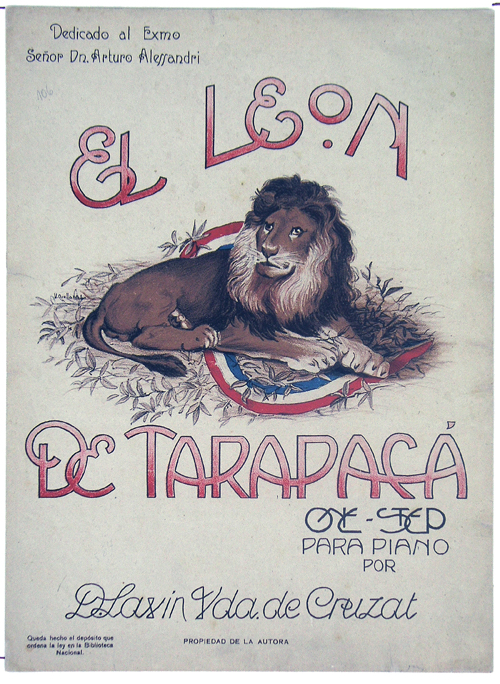 Dedicado al Exmo
Señor Dn. Arturo Alessandri
EL LEON
DE TARAPACÁ
ONE-STEP
PARA PIANO
POR
D. Lavin Vda. de Cruzat
Queda hecho el depósito que
ordena la ley en la Biblioteca
Nacional.
PROPIEDAD DE LA AUTORA